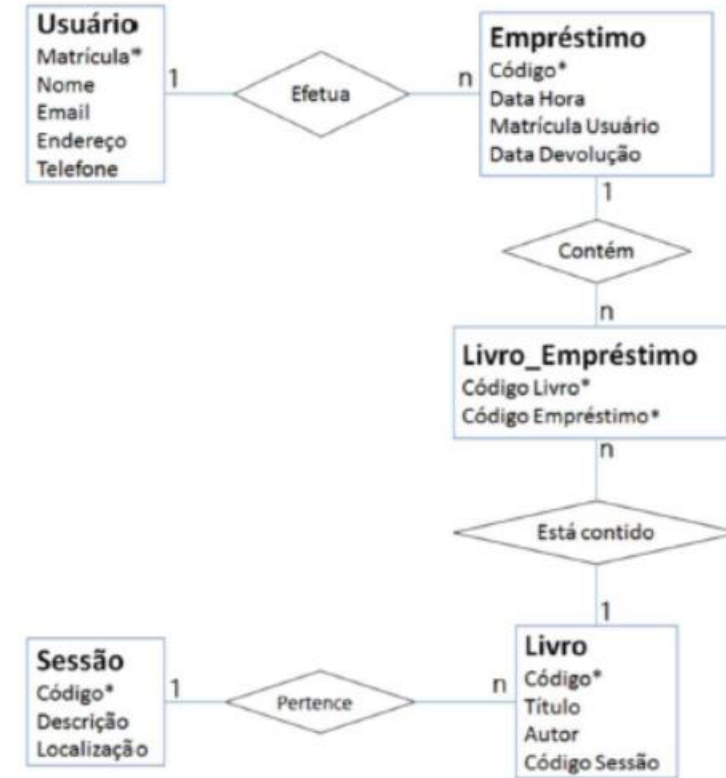 Usuário
Matrícula*
Nome
Email
Endereço
Telefone
1
Efetua
n
Empréstimo
Código*
Data Hora
Matrícula Usuário
Data Devolução
1
Contém
n
Livro_Empréstimo
Código Livro*
Código Empréstimo*
n
Está contido
1
Sessão
Código*
Descrição
Localização
1
Pertence
n
Livro
Código*
Título
Autor
Código Sessão